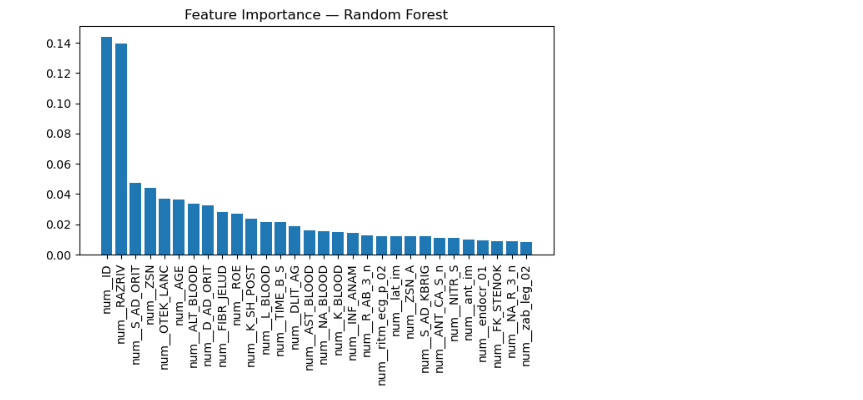 Feature Importance — Random Forest
0.14
0.12
0.10
0.08
0.06
0.04
0.02
0.00
num__ID
num__RAZRIV
num__S_AD_ORIT
num__ZSN
num__OTEK_LANC
num__AGE
num__ALT_BLOOD
num__D_AD_ORIT
num__FIBR_JELUD
num__ROE
num__K_SH_POST
num__L_BLOOD
num__TIME_B_S
num__DLIT_AG
num__AST_BLOOD
num__NA_BLOOD
num__K_BLOOD
num__INF_ANAM
num__R_AB_3_n
num__ritm_ecg_p_02
num__lat_im
num__ZSN_A
num__S_AD_KBRIG
num__ANT_CA_S_n
num__NITR_S
num__ant_im
num__endocr_01
num__FK_STENOK
num__NA_R_3_n
num__zab_leg_02